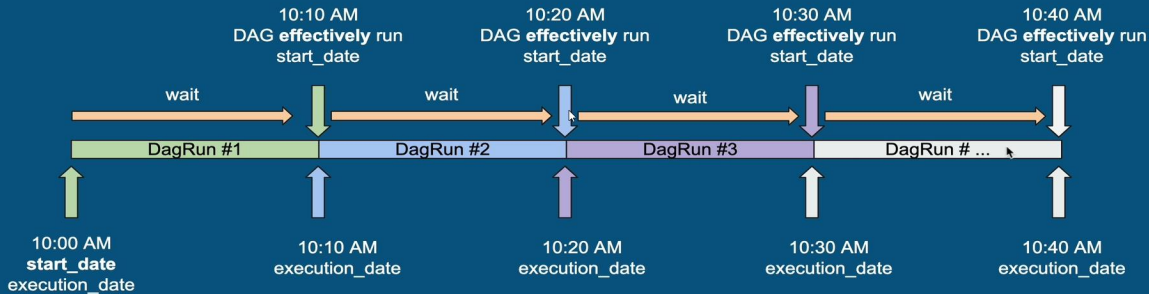 10:10 AM
DAG effectively run
start_date
10:20 AM
DAG effectively run
start_date
10:30 AM
DAG effectively run
start_date
10:40 AM
DAG effectively run
start_date
wait
wait
wait
wait
DagRun #1
DagRun #2
DagRun #3
DagRun # ...
10:00 AM
start_date
execution_date
10:10 AM
execution_date
10:20 AM
execution_date
10:30 AM
execution_date
10:40 AM
execution_date